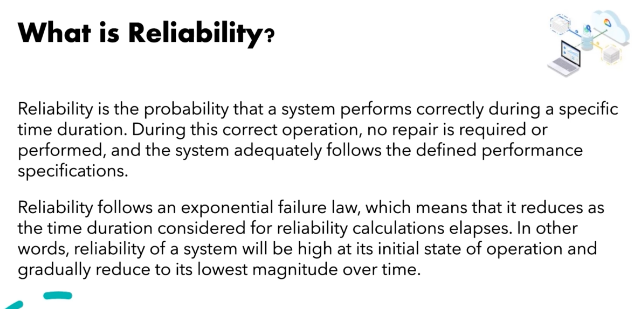 What is Reliability?
Reliability is the probability that a system performs correctly during a specific
time duration. During this correct operation, no repair is required or
performed, and the system adequately follows the defined performance
specifications.
Reliability follows an exponential failure law, which means that it reduces as
the time duration considered for reliability calculations elapses. In other
words, reliability of a system will be high at its initial state of operation and
gradually reduce to its lowest magnitude over time.